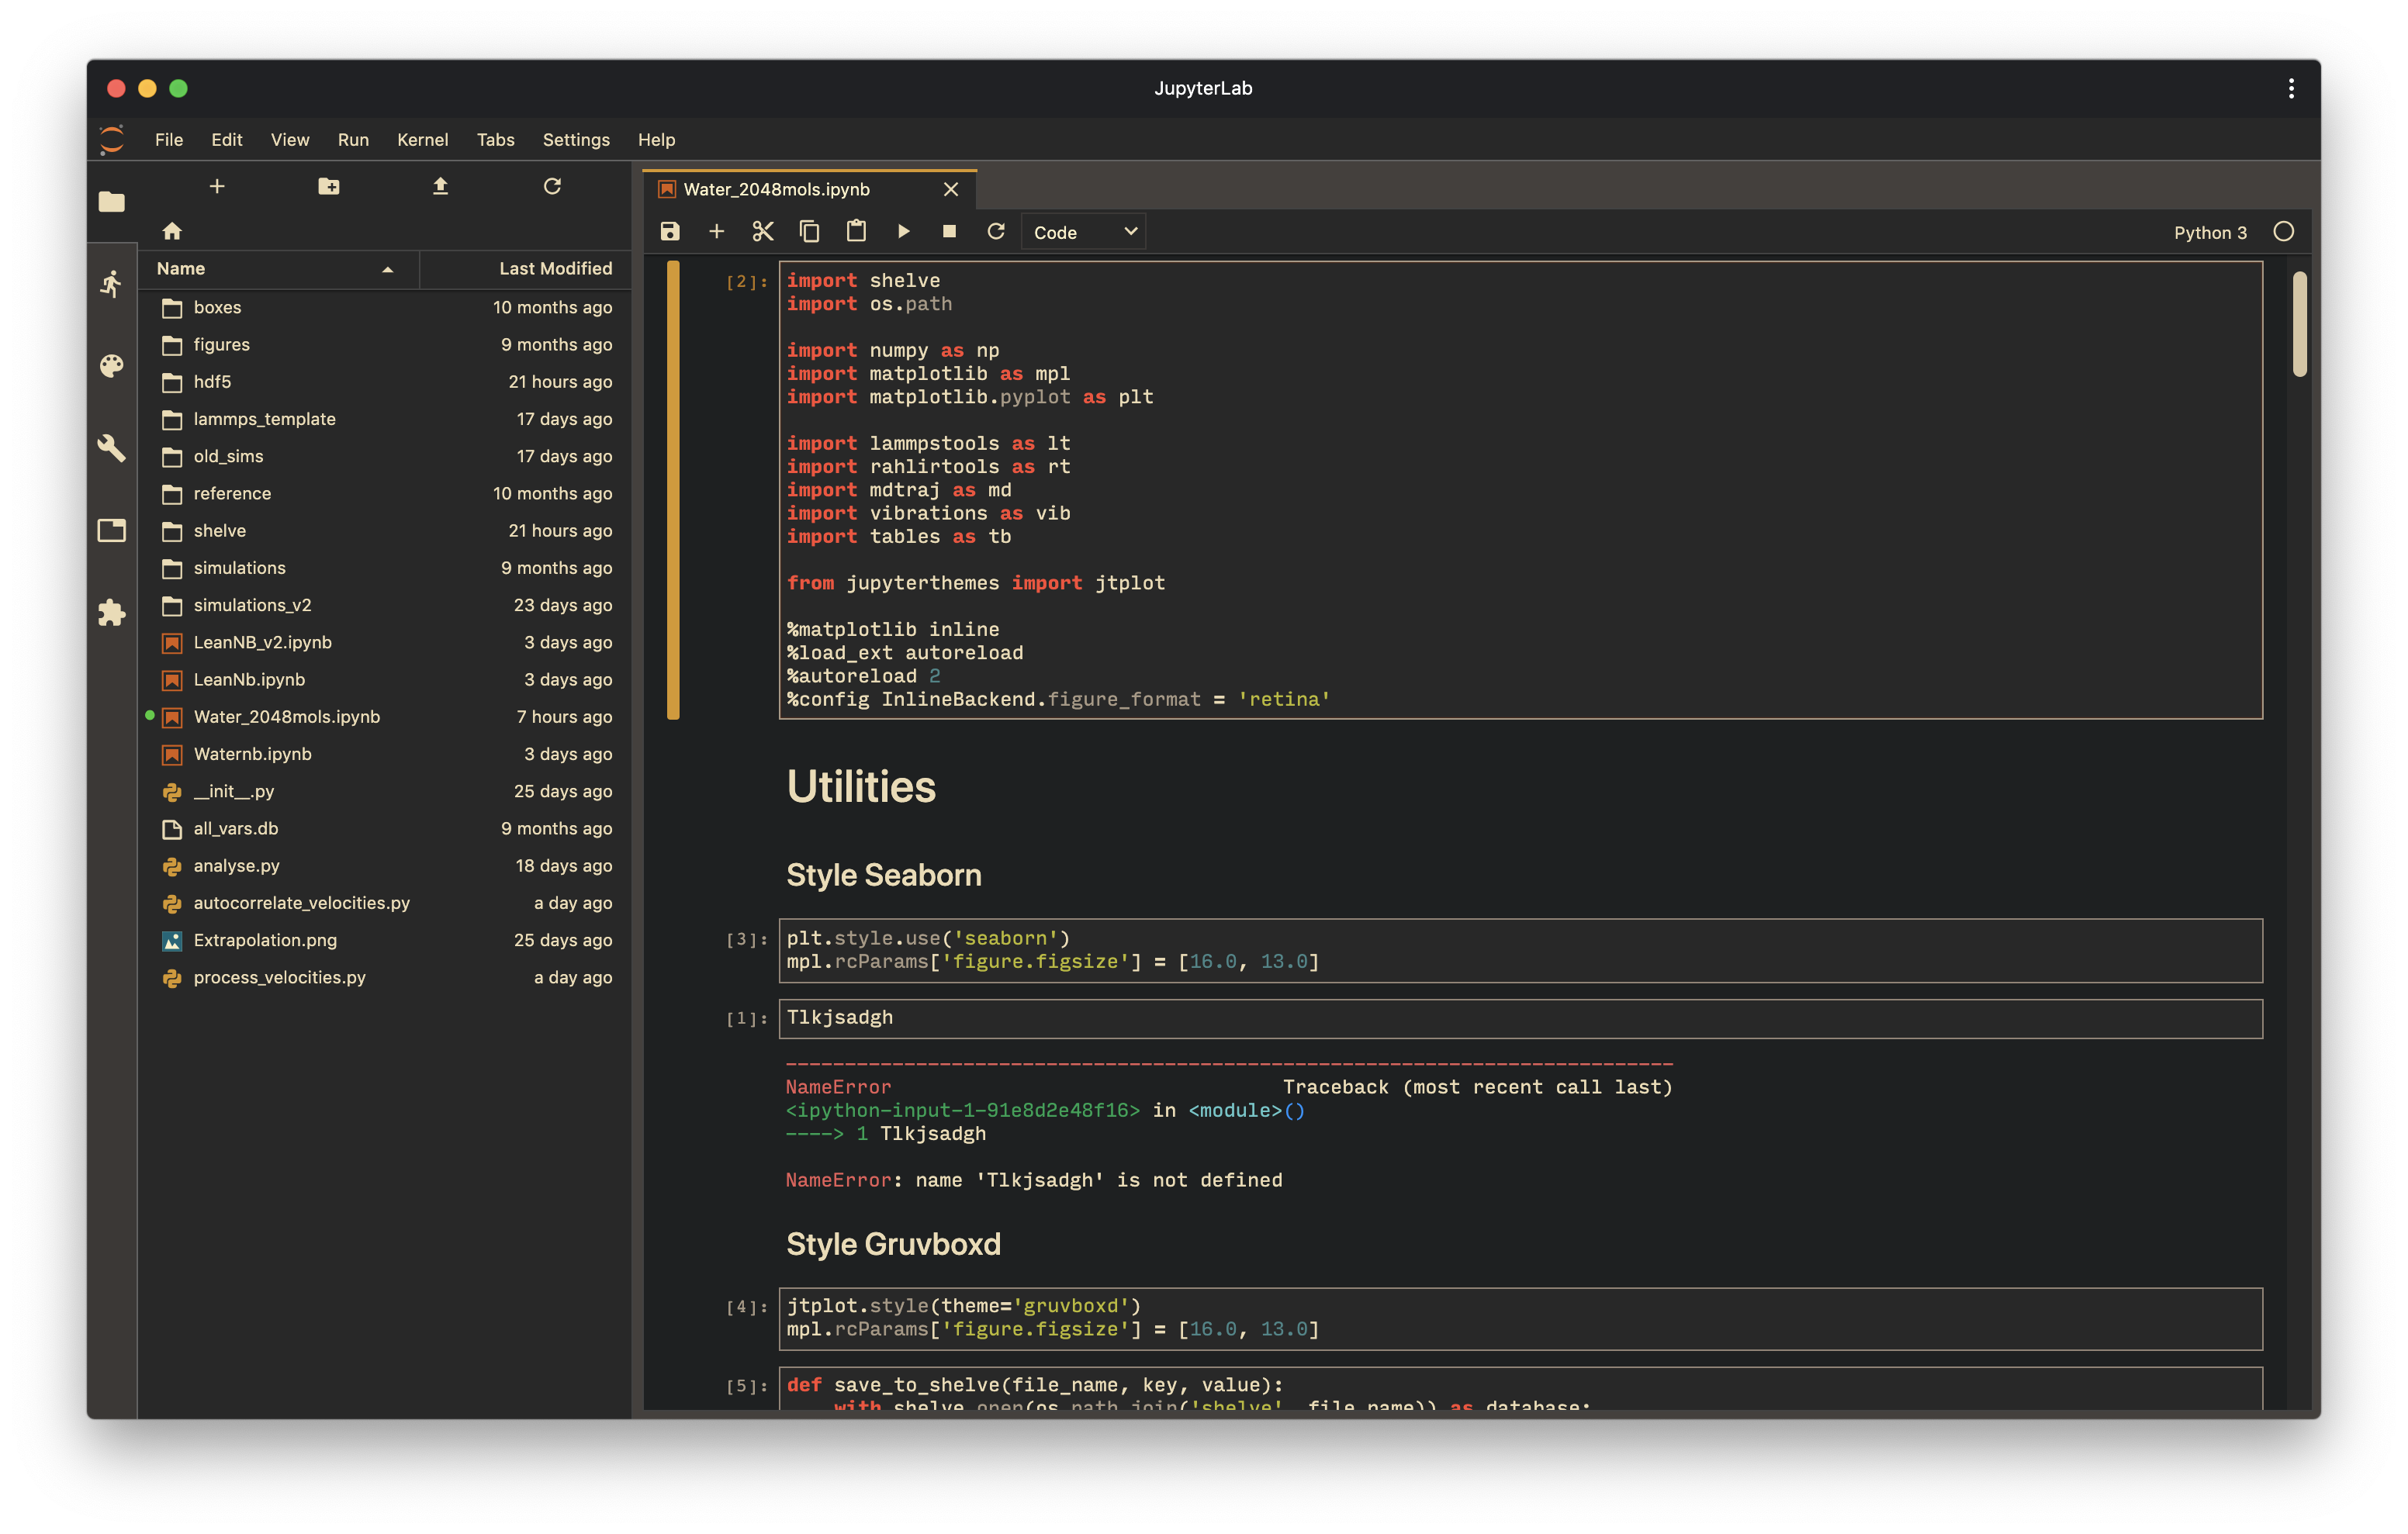 JupyterLab
File Edit View Run Kernel Tabs Settings Help
Name Last Modified
boxes 10 months ago
figures 9 months ago
hdf5 21 hours ago
lammps_template 17 days ago
old_sims 17 days ago
reference 10 months ago
shelve 21 hours ago
simulations 9 months ago
simulations_v2 23 days ago
LeanNB_v2.ipynb 3 days ago
LeanNb.ipynb 3 days ago
Water_2048mols.ipynb 7 hours ago
Waternb.ipynb 3 days ago
__init__.py 25 days ago
all_vars.db 9 months ago
analyse.py 18 days ago
autocorrelate_velocities.py a day ago
Extrapolation.png 25 days ago
process_velocities.py a day ago
Water_2048mols.ipynb
Code Python 3
[2]: import shelve
import os.path
import numpy as np
import matplotlib as mpl
import matplotlib.pyplot as plt
import lammpstools as lt
import rahlirtools as rt
import mdtraj as md
import vibrations as vib
import tables as tb
from jupyterthemes import jtplot
%matplotlib inline
%load_ext autoreload
%autoreload 2
%config InlineBackend.figure_format = 'retina'
Utilities
Style Seaborn
[3]: plt.style.use('seaborn')
mpl.rcParams['figure.figsize'] = [16.0, 13.0]
[1]: Tlkjsadgh
---------------------------------------------------------------------------
NameError Traceback (most recent call last)
<ipython-input-1-91e8d2e48f16> in <module>()
----> 1 Tlkjsadgh
NameError: name 'Tlkjsadgh' is not defined
Style Gruvboxd
[4]: jtplot.style(theme='gruvboxd')
mpl.rcParams['figure.figsize'] = [16.0, 13.0]
[5]: def save_to_shelve(file_name, key, value):
with shelve.open(os.path.join('shelve', file_name)) as database: